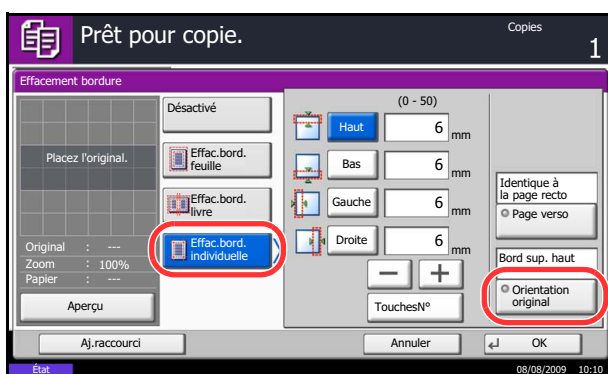 Prêt pour copie.
Copies
1
Effacement bordure
Placez l'original.
Original : ---
Zoom : 100%
Papier : ---
Aperçu
Désactivé
Effac.bord.
feuille
Effac.bord.
livre
Effac.bord.
individuelle
(0 - 50)
Haut 6 mm
Bas 6 mm
Gauche 6 mm
Droite 6 mm
− +
TouchesN°
Identique à
la page recto
Page verso
Bord sup. haut
Orientation
original
Aj.raccourci
Annuler
OK
État
08/08/2009 10:10